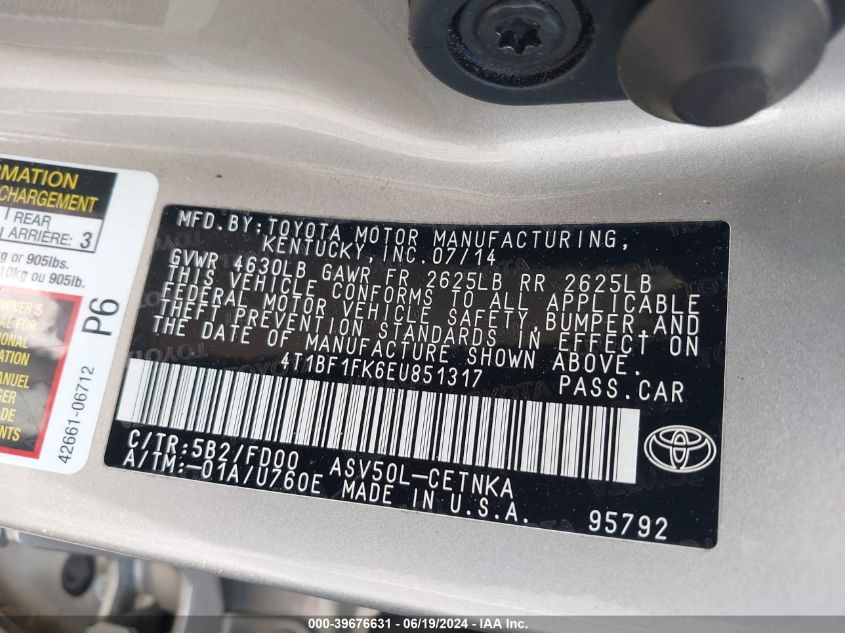 RMATION
CHARGEMENT
REAR
ARRIÈRE: 3
or 905lbs.
10kg ou 905lb.
P6
42661-06712
MFD.BY:TOYOTA MOTOR MANUFACTURING,
KENTUCKY,INC.07/14
GVWR 4630LB GAWR FR 2625LB RR 2625LB
THIS VEHICLE CONFORMS TO ALL APPLICABLE
FEDERAL MOTOR VEHICLE SAFETY,BUMPER,AND
THEFT PREVENTION STANDARDS IN EFFECT ON
THE DATE OF MANUFACTURE SHOWN ABOVE.
4T1BF1FK6EU851317
PASS.CAR
C/TR:5B2/FD00 ASV50L-CETNKA
A/TM:-01A/U760E MADE IN U.S.A.
95792
000-39676631 - 06/19/2024 - IAA Inc.